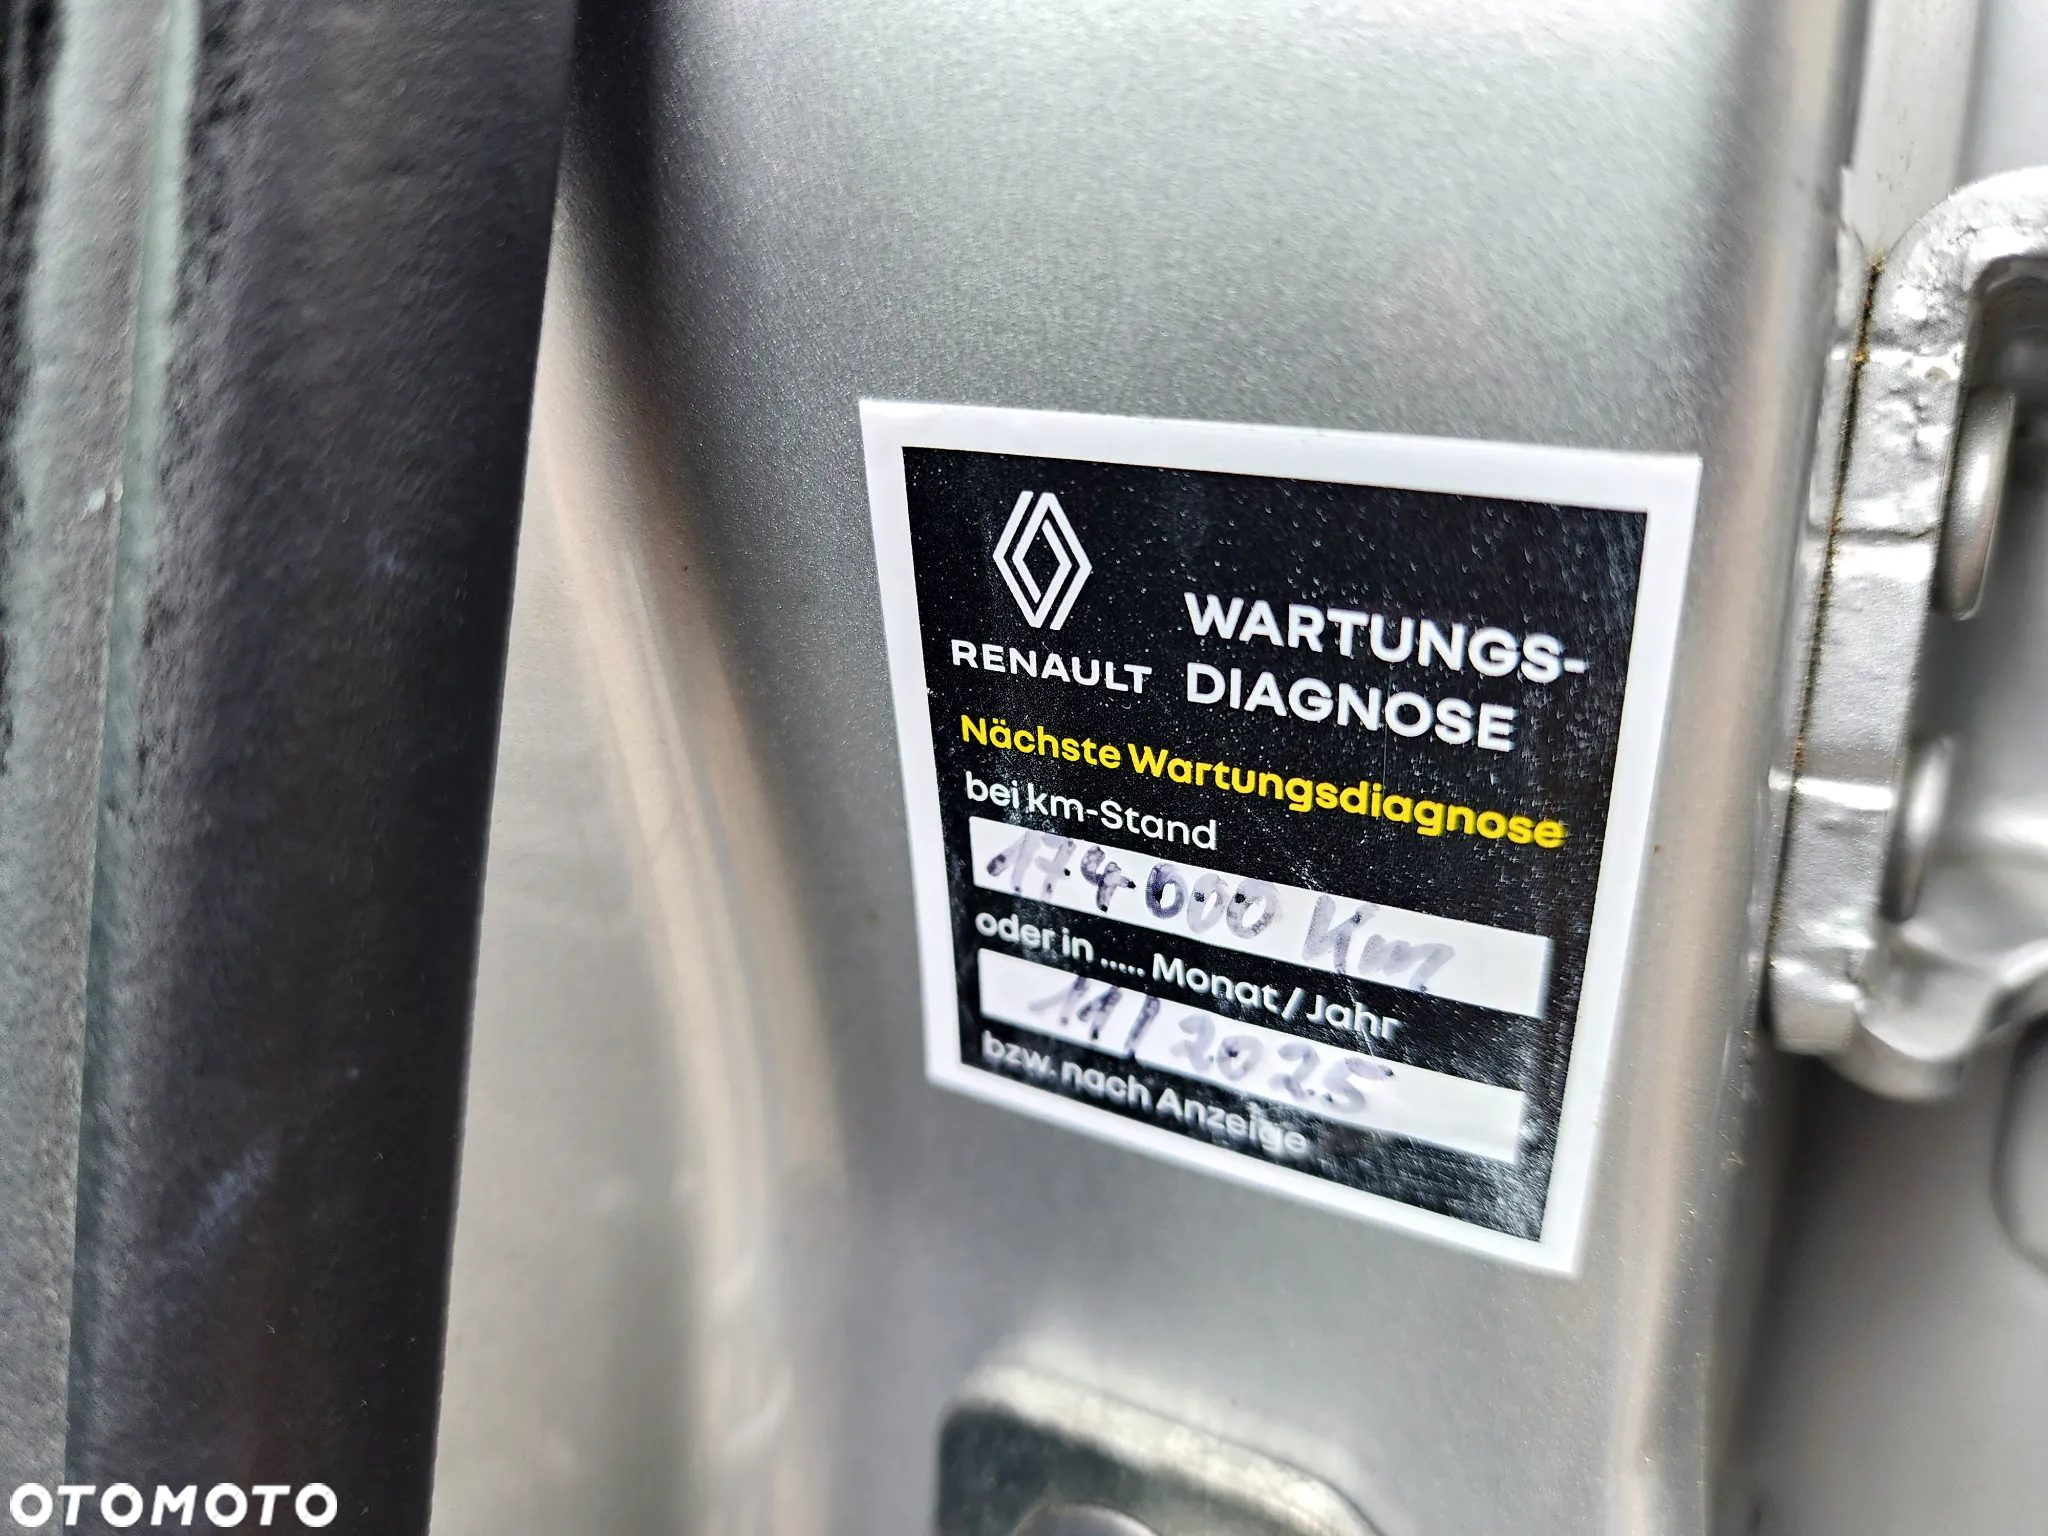 RENAULT
WARTUNGS-
DIAGNOSE
Nächste Wartungsdiagnose
bei km-Stand
174 000 Km
oder in ..... Monat/Jahr
11/2025
bzw. nach Anzeige
OTOMOTO